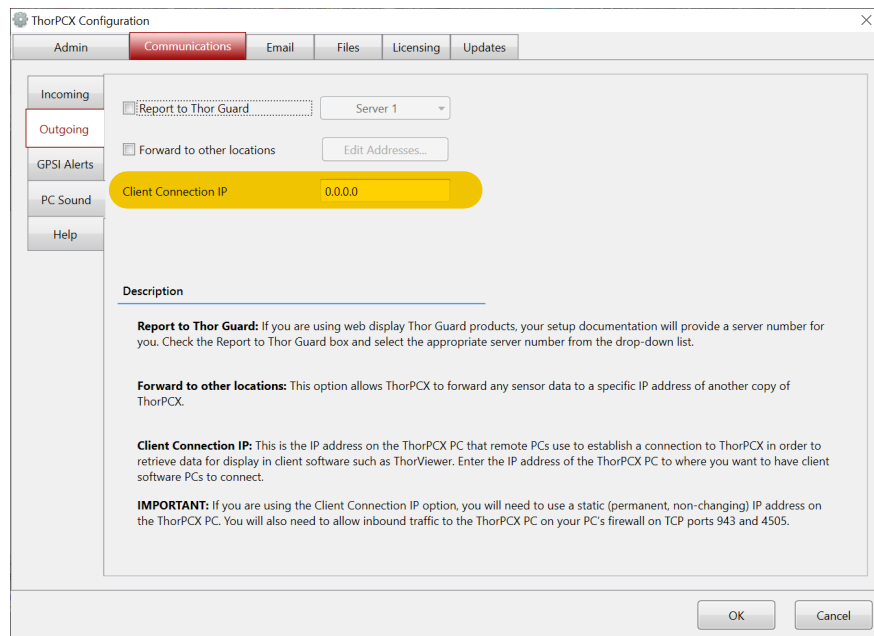 ThorPCX Configuration
Admin
Communications
Email
Files
Licensing
Updates
Incoming
Outgoing
GPSI Alerts
PC Sound
Help
Report to Thor Guard
Server 1
Forward to other locations
Edit Addresses...
Client Connection IP
0.0.0.0
Description
Report to Thor Guard: If you are using web display Thor Guard products, your setup documentation will provide a server number for
you. Check the Report to Thor Guard box and select the appropriate server number from the drop-down list.
Forward to other locations: This option allows ThorPCX to forward any sensor data to a specific IP address of another copy of
ThorPCX.
Client Connection IP: This is the IP address on the ThorPCX PC that remote PCs use to establish a connection to ThorPCX in order to
retrieve data for display in client software such as ThorViewer. Enter the IP address of the ThorPCX PC to where you want to have client
software PCs to connect.
IMPORTANT: If you are using the Client Connection IP option, you will need to use a static (permanent, non-changing) IP address on
the ThorPCX PC. You will also need to allow inbound traffic to the ThorPCX PC on your PC's firewall on TCP ports 943 and 4505.
OK
Cancel